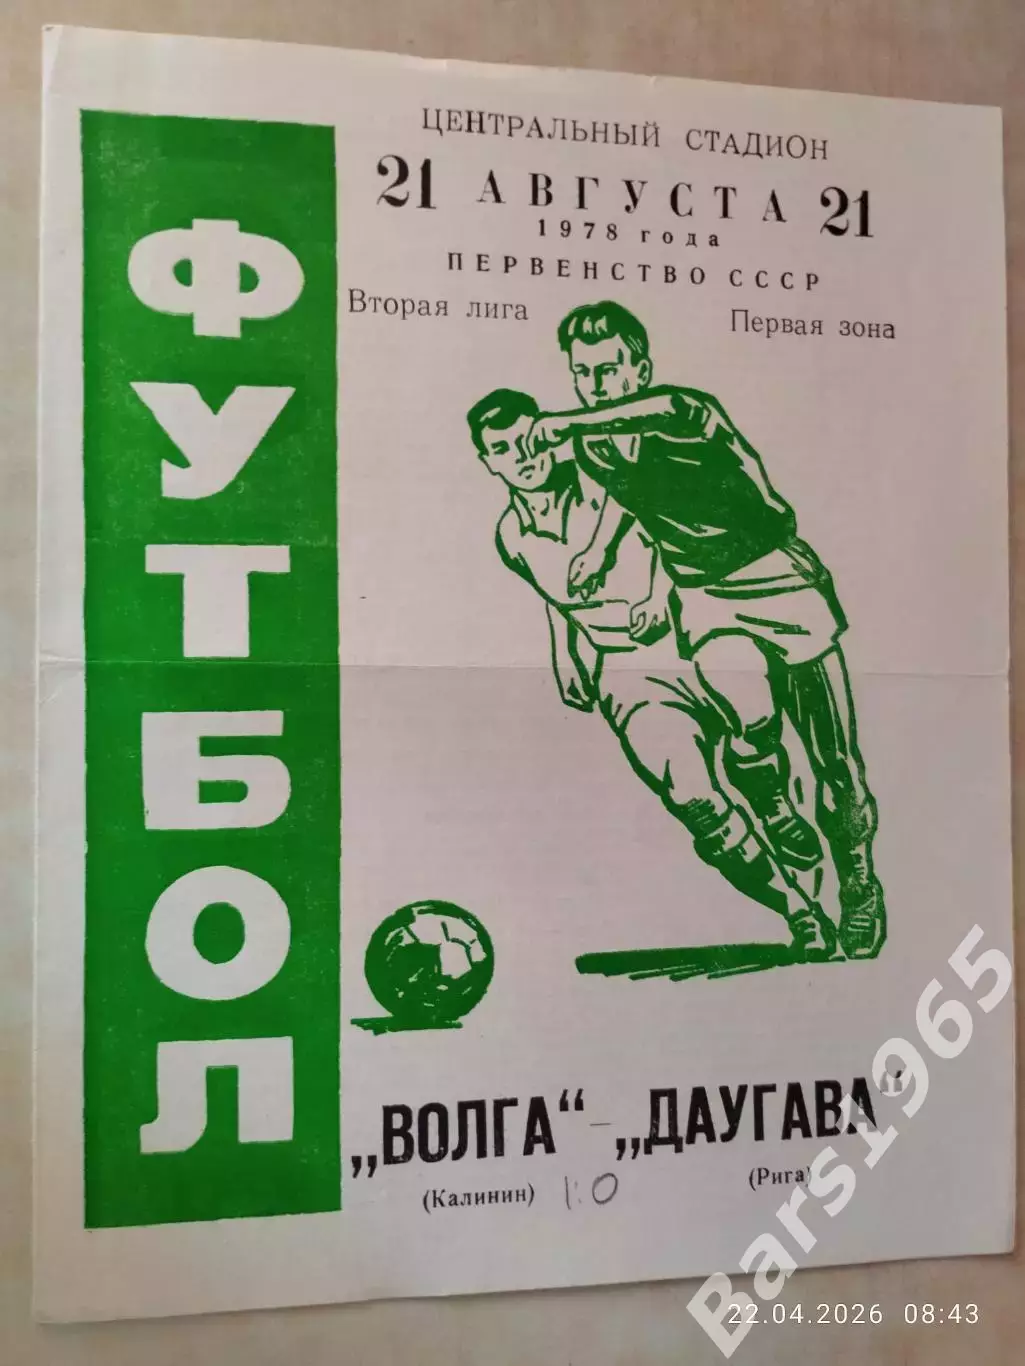 ФУТБОЛ
ЦЕНТРАЛЬНЫЙ СТАДИОН
21 АВГУСТА 21
1978 года
ПЕРВЕНСТВО СССР
Вторая лига Первая зона
„ВОЛГА“ – „ДАУГАВА“
(Калинин) 1:0 (Рига)
Bars1965
22.04.2026 08:43